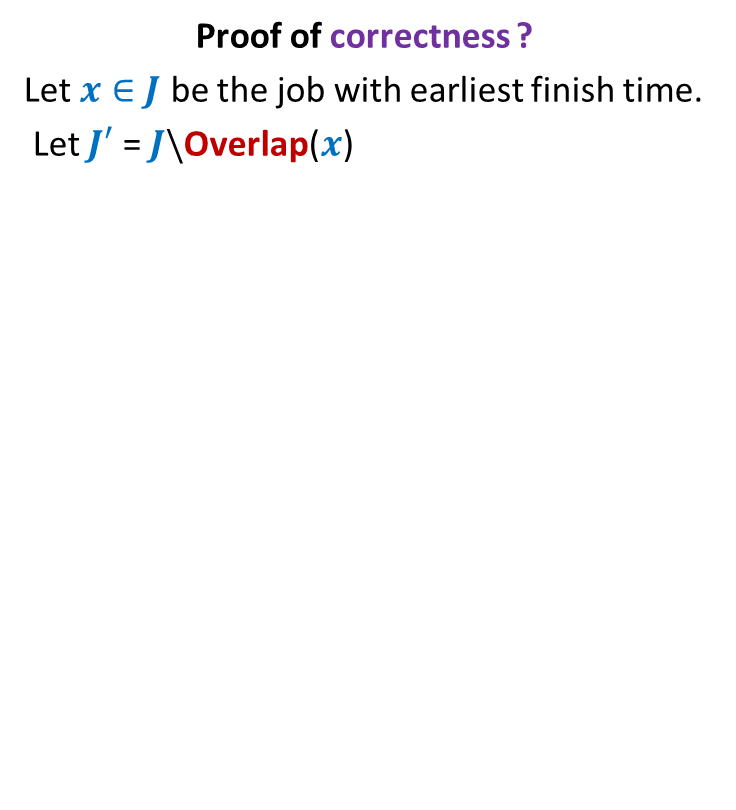 Proof of correctness ?
Let 𝒙 ∈ 𝑱 be the job with earliest finish time.
Let 𝑱′ = 𝑱\Overlap(𝒙)